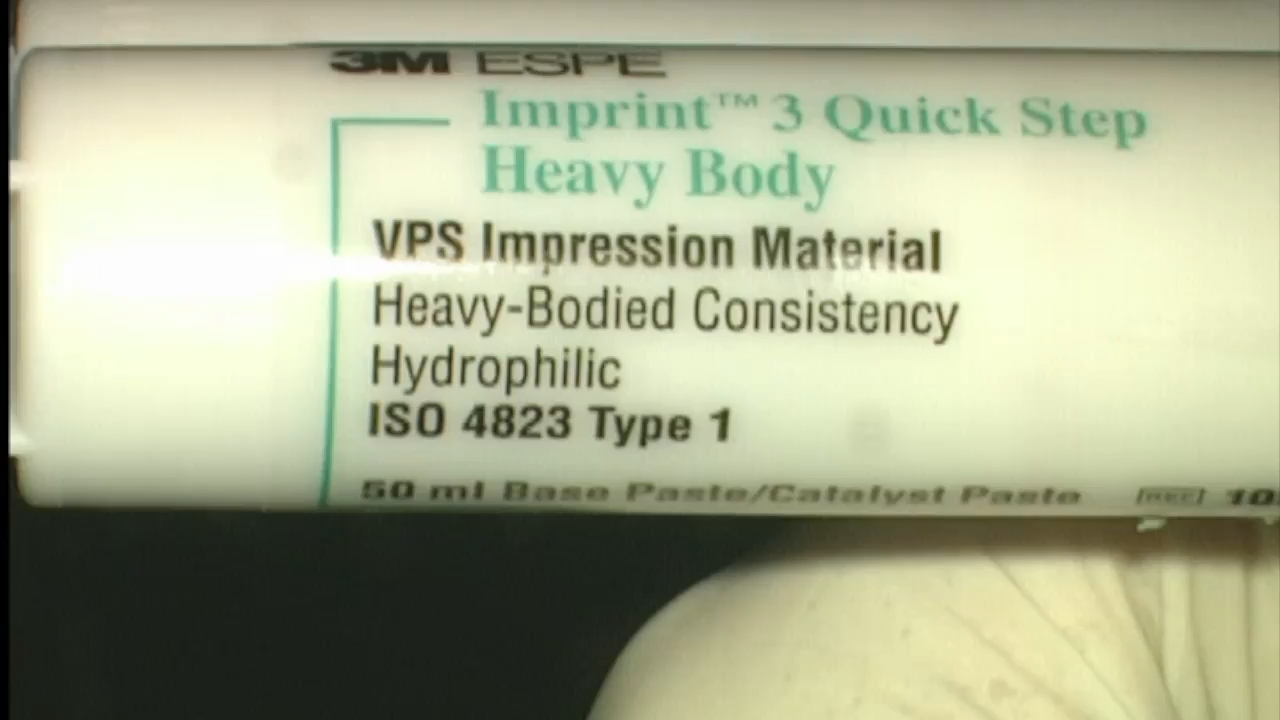 3M ESPE
Imprint™ 3 Quick Step
Heavy Body
VPS Impression Material
Heavy-Bodied Consistency
Hydrophilic
ISO 4823 Type 1
50 ml Base Paste/Catalyst Paste